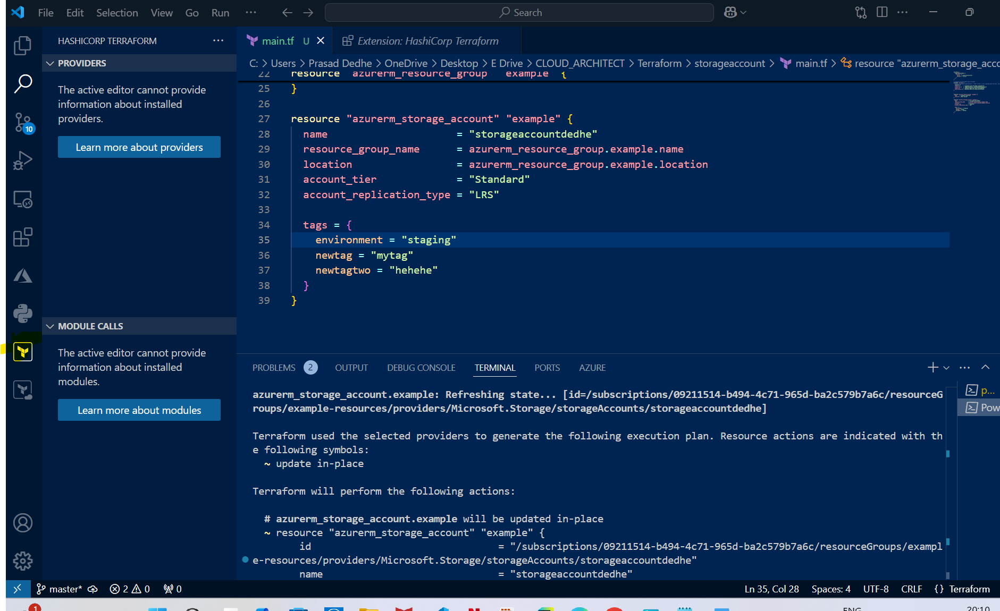 File Edit Selection View Go Run ··· Search
HASHICORP TERRAFORM ···
main.tf U
Extension: HashiCorp Terraform
C: > Users > Prasad Dedhe > OneDrive > Desktop > E Drive > CLOUD_ARCHITECT > Terraform > storageaccount > main.tf > resource "azurerm_storage_acco
PROVIDERS
The active editor cannot provide
information about installed
providers.
Learn more about providers
10
MODULE CALLS
The active editor cannot provide
information about installed
modules.
Learn more about modules
22 resource "azurerm_resource_group" "example" {
25 }
26
27 resource "azurerm_storage_account" "example" {
28 name = "storageaccountdedhe"
29 resource_group_name = azurerm_resource_group.example.name
30 location = azurerm_resource_group.example.location
31 account_tier = "Standard"
32 account_replication_type = "LRS"
33
34 tags = {
35 environment = "staging"
36 newtag = "mytag"
37 newtagtwo = "hehehe"
38 }
39 }
PROBLEMS 2 OUTPUT DEBUG CONSOLE TERMINAL PORTS AZURE
p...
Pow
azurerm_storage_account.example: Refreshing state... [id=/subscriptions/09211514-b494-4c71-965d-ba2c579b7a6c/resourceG
roups/example-resources/providers/Microsoft.Storage/storageAccounts/storageaccountdedhe]
Terraform used the selected providers to generate the following execution plan. Resource actions are indicated with th
e following symbols:
~ update in-place
Terraform will perform the following actions:
# azurerm_storage_account.example will be updated in-place
~ resource "azurerm_storage_account" "example" {
id = "/subscriptions/09211514-b494-4c71-965d-ba2c579b7a6c/resourceGroups/exampl
e-resources/providers/Microsoft.Storage/storageAccounts/storageaccountdedhe"
name = "storageaccountdedhe"
master* 2 0 0 Ln 35, Col 28 Spaces: 4 UTF-8 CRLF {} Terraform
1 ENG 20:10